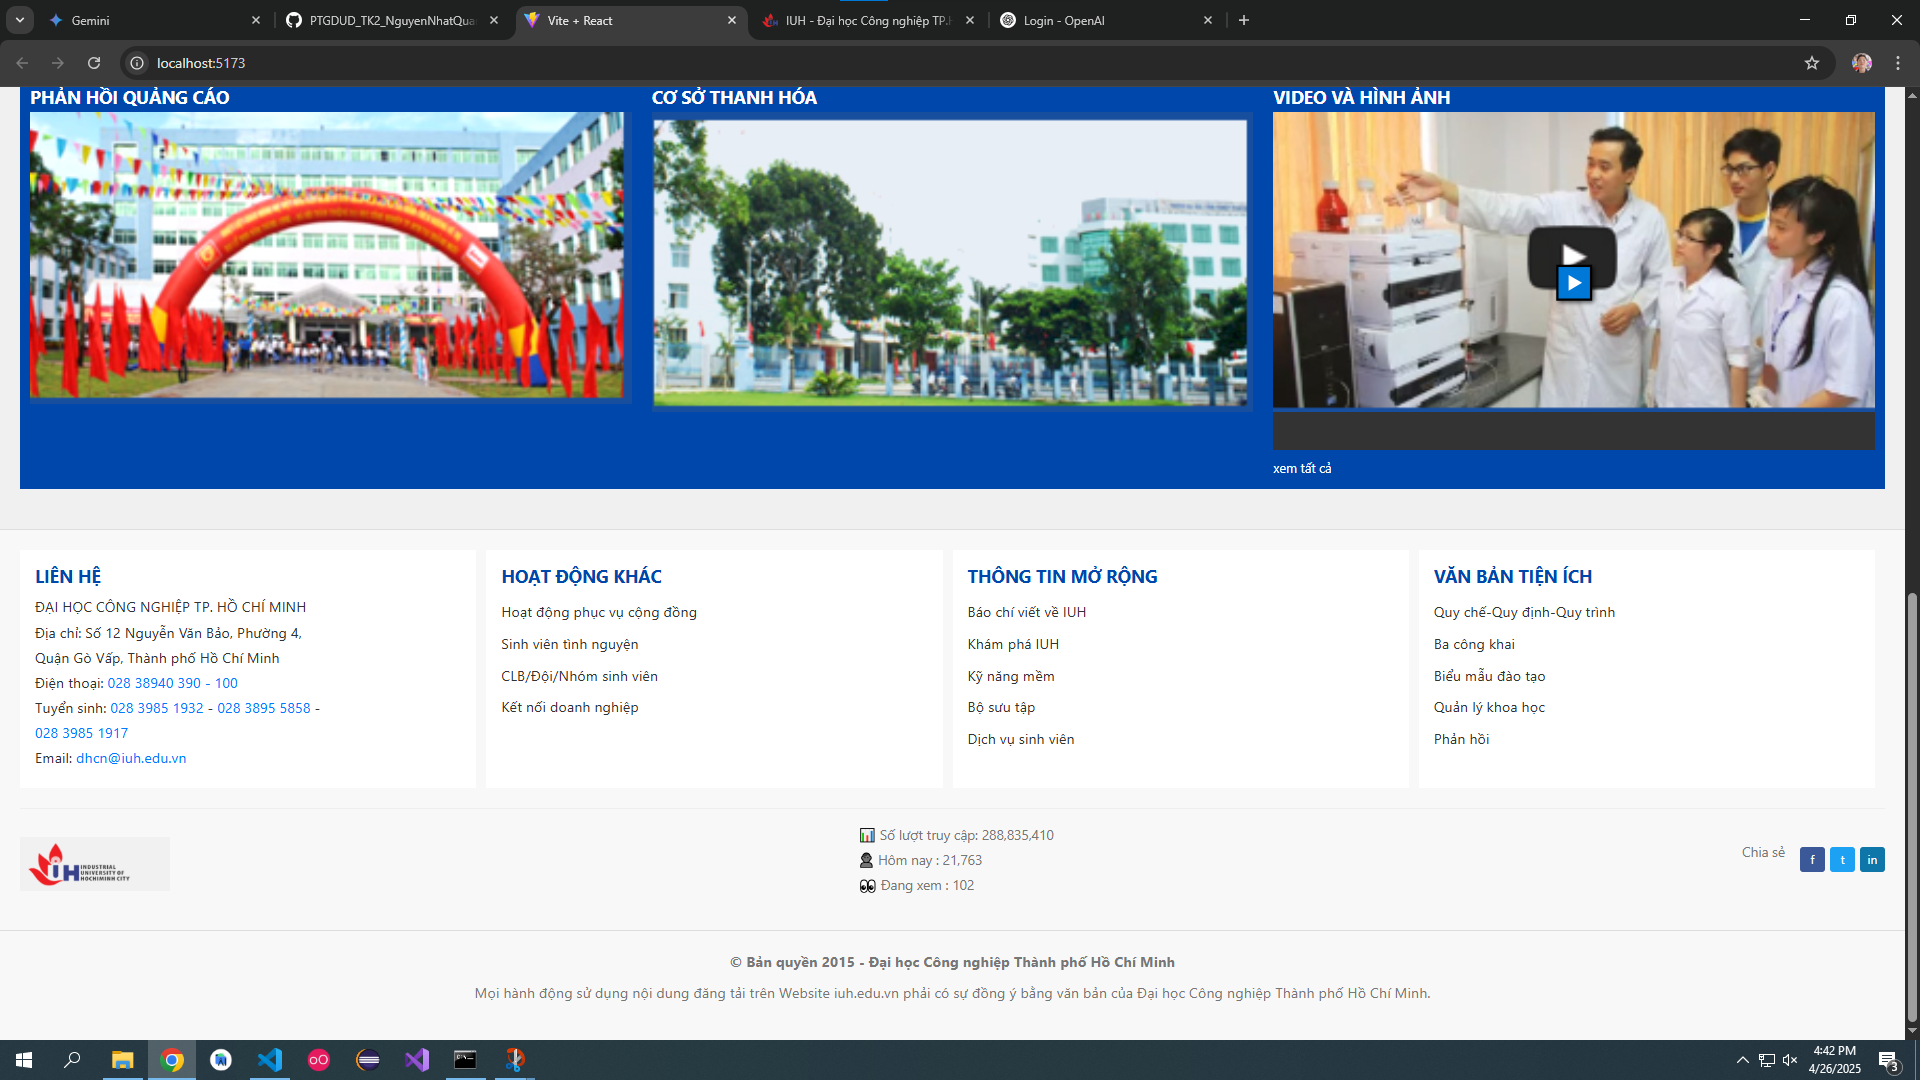 Gemini
PTGDUD_TK2_NguyenNhatQua
Vite + React
IUH - Đại học Công nghiệp TP.H
Login - OpenAI
localhost:5173
PHẢN HỒI QUẢNG CÁO
CƠ SỞ THANH HÓA
VIDEO VÀ HÌNH ẢNH
xem tất cả
LIÊN HỆ
ĐẠI HỌC CÔNG NGHIỆP TP. HỒ CHÍ MINH
Địa chỉ: Số 12 Nguyễn Văn Bảo, Phường 4,
Quận Gò Vấp, Thành phố Hồ Chí Minh
Điện thoại: 028 38940 390 - 100
Tuyển sinh: 028 3985 1932 - 028 3895 5858 -
028 3985 1917
Email: dhcn@iuh.edu.vn
HOẠT ĐỘNG KHÁC
Hoạt động phục vụ cộng đồng
Sinh viên tình nguyện
CLB/Đội/Nhóm sinh viên
Kết nối doanh nghiệp
THÔNG TIN MỞ RỘNG
Báo chí viết về IUH
Khám phá IUH
Kỹ năng mềm
Bộ sưu tập
Dịch vụ sinh viên
VĂN BẢN TIỆN ÍCH
Quy chế-Quy định-Quy trình
Ba công khai
Biểu mẫu đào tạo
Quản lý khoa học
Phản hồi
IUH INDUSTRIAL
UNIVERSITY OF
HOCHIMINH CITY
Số lượt truy cập: 288,835,410
Hôm nay : 21,763
Đang xem : 102
Chia sẻ
f t in
© Bản quyền 2015 - Đại học Công nghiệp Thành phố Hồ Chí Minh
Mọi hành động sử dụng nội dung đăng tải trên Website iuh.edu.vn phải có sự đồng ý bằng văn bản của Đại học Công nghiệp Thành phố Hồ Chí Minh.
4:42 PM
4/26/2025
3